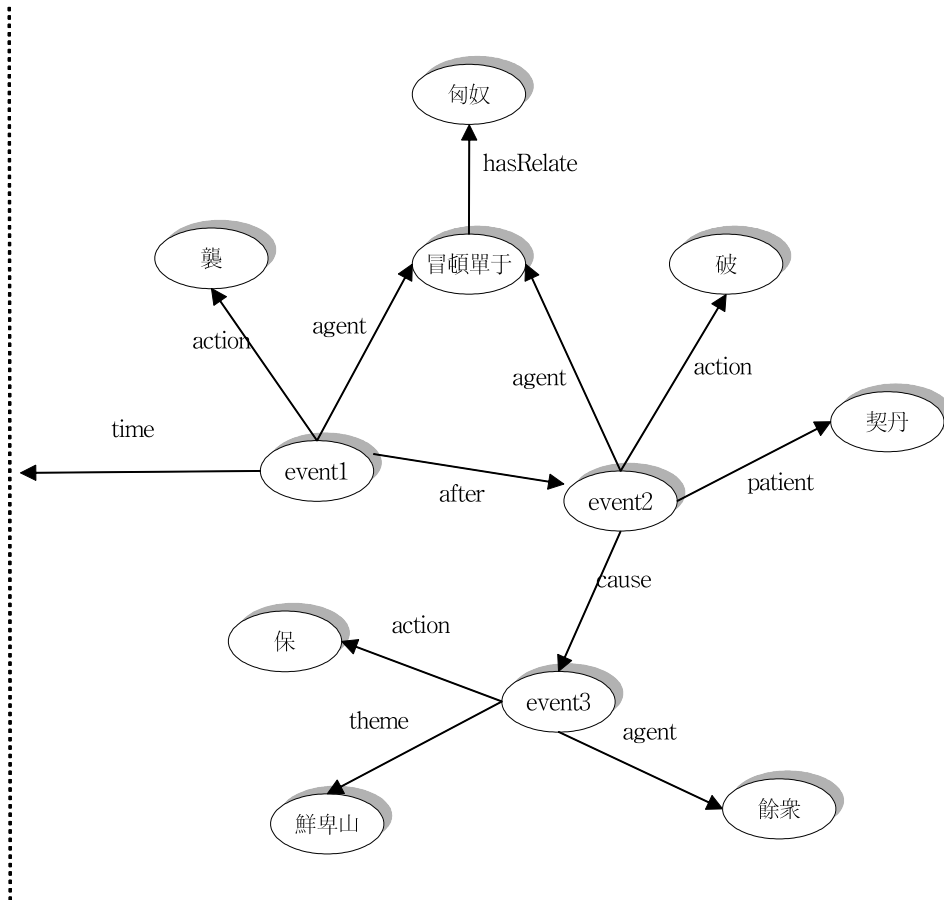 匈奴
hasRelate
襲
冒頓單于
破
agent
action
action
agent
契丹
time
event1
after
event2
patient
cause
保
action
event3
theme
agent
鮮卑山
餘衆